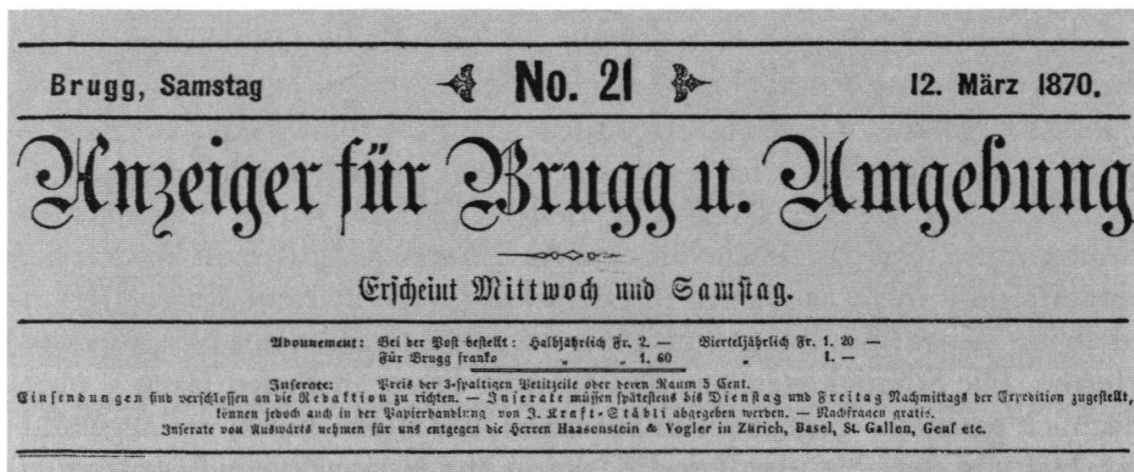 Brugg, Samstag No. 21 12. März 1870.
Anzeiger für Brugg u. Umgebung
Erscheint Mittwoch und Samstag.
Abonnement: Bei der Post bestellt: Halbjährlich Fr. 2. — Vierteljährlich Fr. 1. 20 —
Für Brugg franko „ „ 1. 60 „ 1. —
Inserate: Preis der 3-spaltigen Petitzeile oder deren Raum 5 Cent.
Einsendungen sind verschlossen an die Redaktion zu richten. — Inserate müssen spätestens bis Dienstag und Freitag Nachmittags der Expedition zugestellt,
können jedoch auch in der Papierhandlung von J. Kraft-Stäbli abgegeben werden. — Nachfragen gratis.
Inserate von Auswärts nehmen für uns entgegen die Herren Haasenstein & Vogler in Zürich, Basel, St. Gallen, Genf etc.